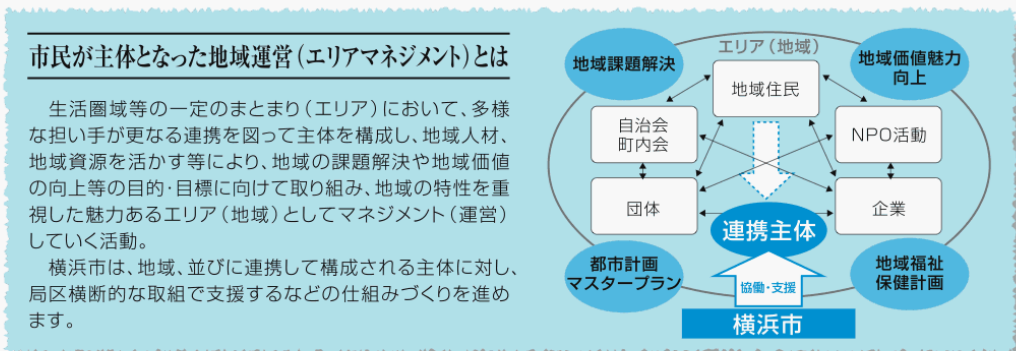 市民が主体となった地域運営(エリアマネジメント)とは
　生活圏域等の一定のまとまり(エリア)において、多様
な担い手が更なる連携を図って主体を構成し、地域人材、
地域資源を活かす等により、地域の課題解決や地域価値
の向上等の目的・目標に向けて取り組み、地域の特性を重
視した魅力あるエリア(地域)としてマネジメント(運営)
していく活動。
　横浜市は、地域、並びに連携して構成される主体に対し、
局区横断的な取組で支援するなどの仕組みづくりを進め
ます。
エリア(地域)
地域課題解決
地域価値魅力
向上
地域住民
自治会
町内会
NPO活動
団体
企業
連携主体
都市計画
マスタープラン
地域福祉
保健計画
協働・支援
横浜市